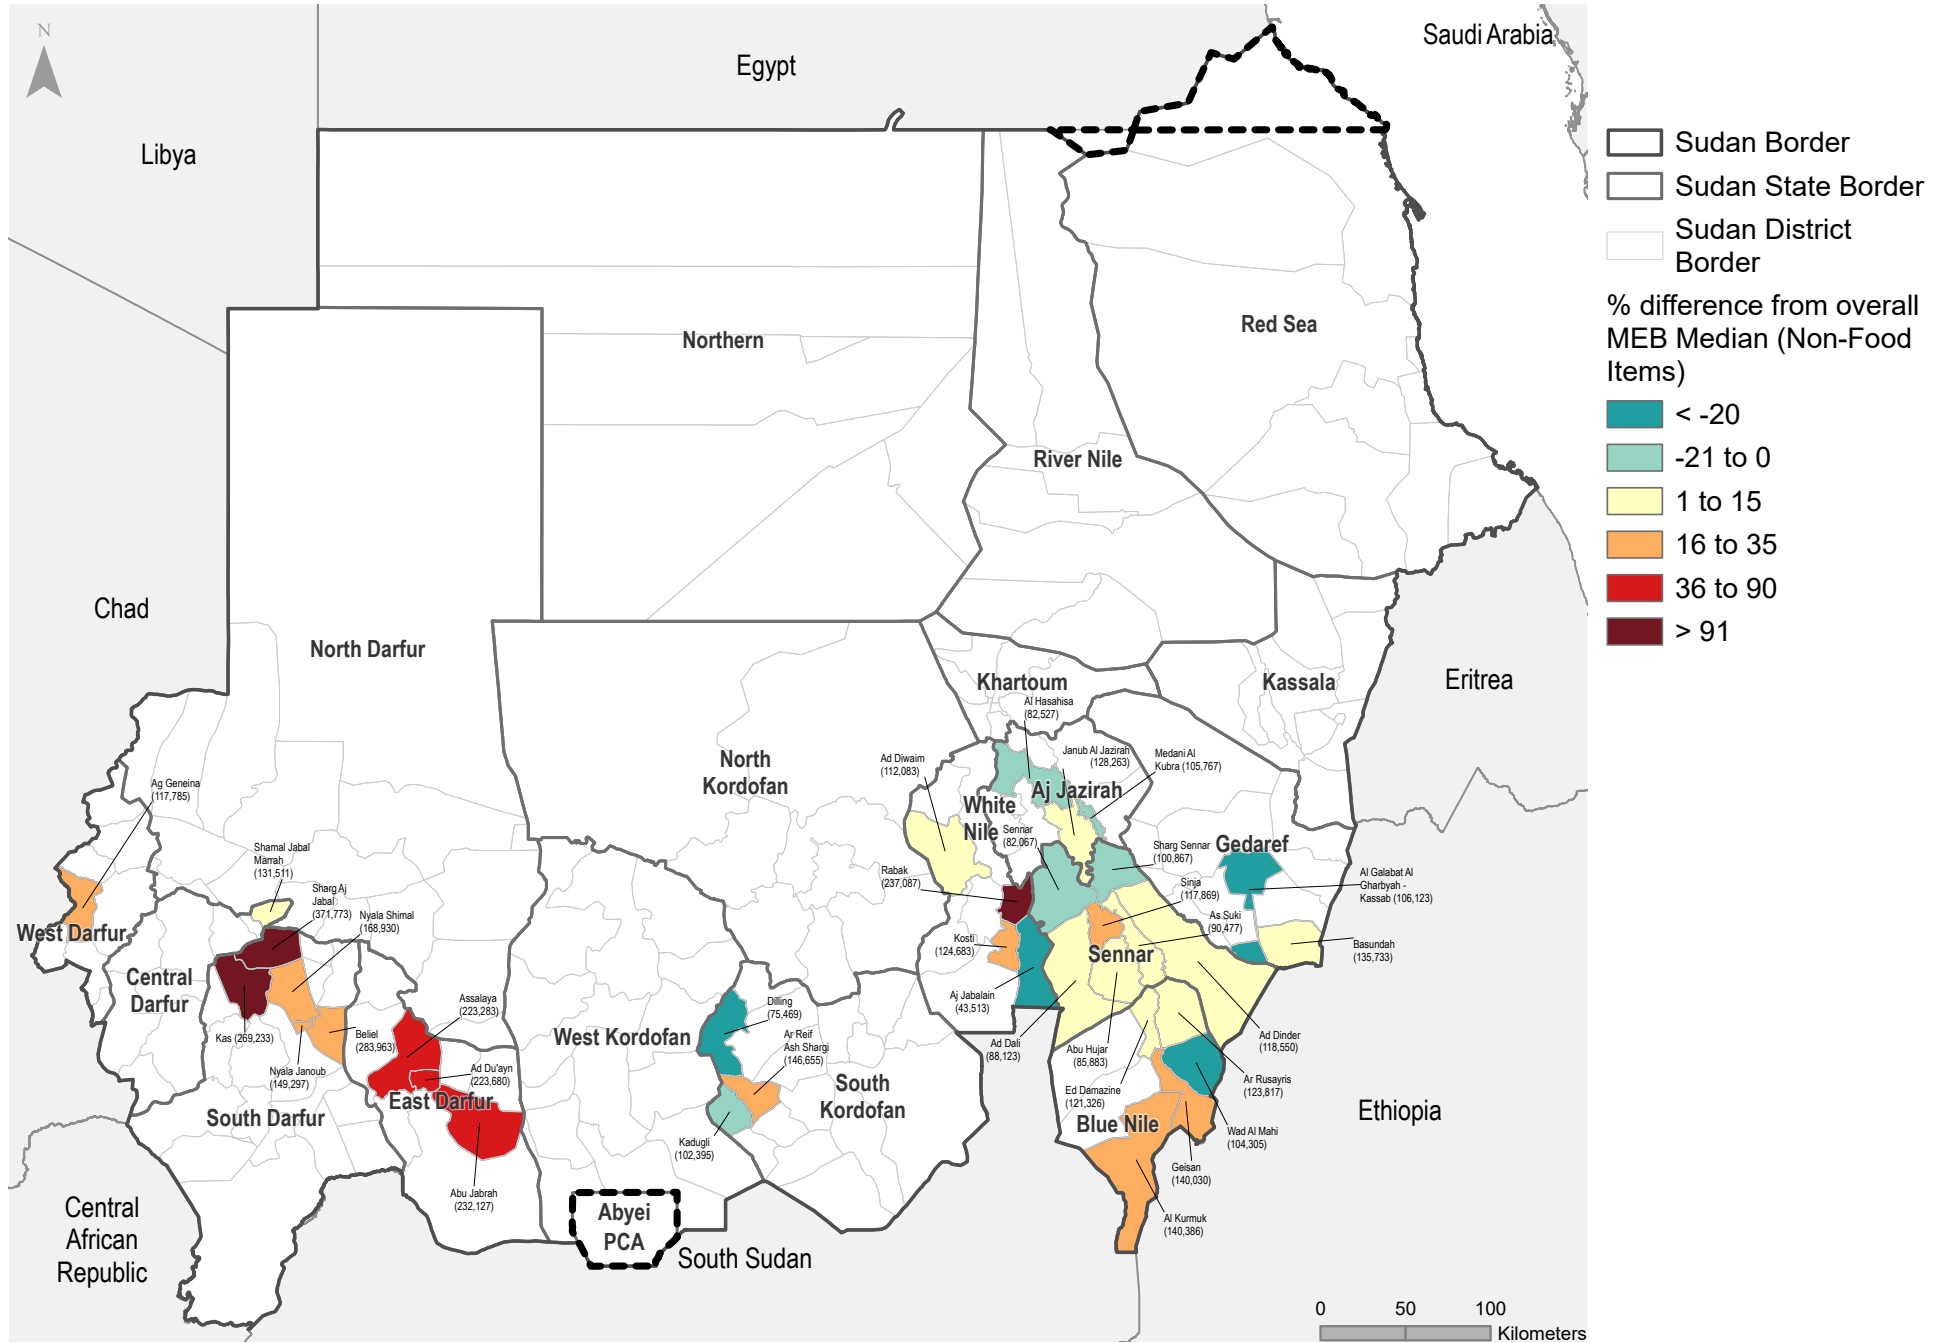 N
Egypt
Saudi Arabia
Libya
Sudan Border
Sudan State Border
Sudan District
Border
% difference from overall
MEB Median (Non-Food
Items)
< -20
-21 to 0
1 to 15
16 to 35
36 to 90
> 91
Northern
Red Sea
River Nile
Chad
North Darfur
Khartoum
Kassala
Eritrea
Al Hasahisa
(82,527)
Janub Al Jazirah
(128,263)
Medani Al
Kubra (105,767)
Ad Diwaim
(112,083)
North
Kordofan
Aj Jazirah
White
Nile
Ag Geneina
(117,785)
Sennar
(82,067)
Gedaref
Shamal Jabal
Marrah
(131,511)
Sharg Sennar
(100,867)
Rabak
(237,087)
Al Galabat Al
Gharbyah -
Kassab (106,123)
Sharg Aj
Jabal
(371,773)
Sinja
(117,869)
Nyala Shimal
(168,930)
As Suki
(90,477)
West Darfur
Kosti
(124,683)
Sennar
Basundah
(135,733)
Central
Darfur
Assalaya
(223,283)
Dilling
(75,469)
Aj Jabalain
(43,513)
Kas (269,233)
Beliel
(283,963)
West Kordofan
Ar Reif
Ash Shargi
(146,655)
Ad Dali
(88,123)
Abu Hujar
(85,883)
Ad Dinder
(118,550)
Nyala Janoub
(149,297)
Ad Du'ayn
(223,680)
East Darfur
South
Kordofan
Ed Damazine
(121,326)
Ar Rusayris
(123,817)
South Darfur
Blue Nile
Ethiopia
Kadugli
(102,395)
Wad Al Mahi
(104,305)
Geisan
(140,030)
Abu Jabrah
(232,127)
Al Kurmuk
(140,386)
Central
African
Republic
Abyei
PCA
South Sudan
0 50 100
Kilometers